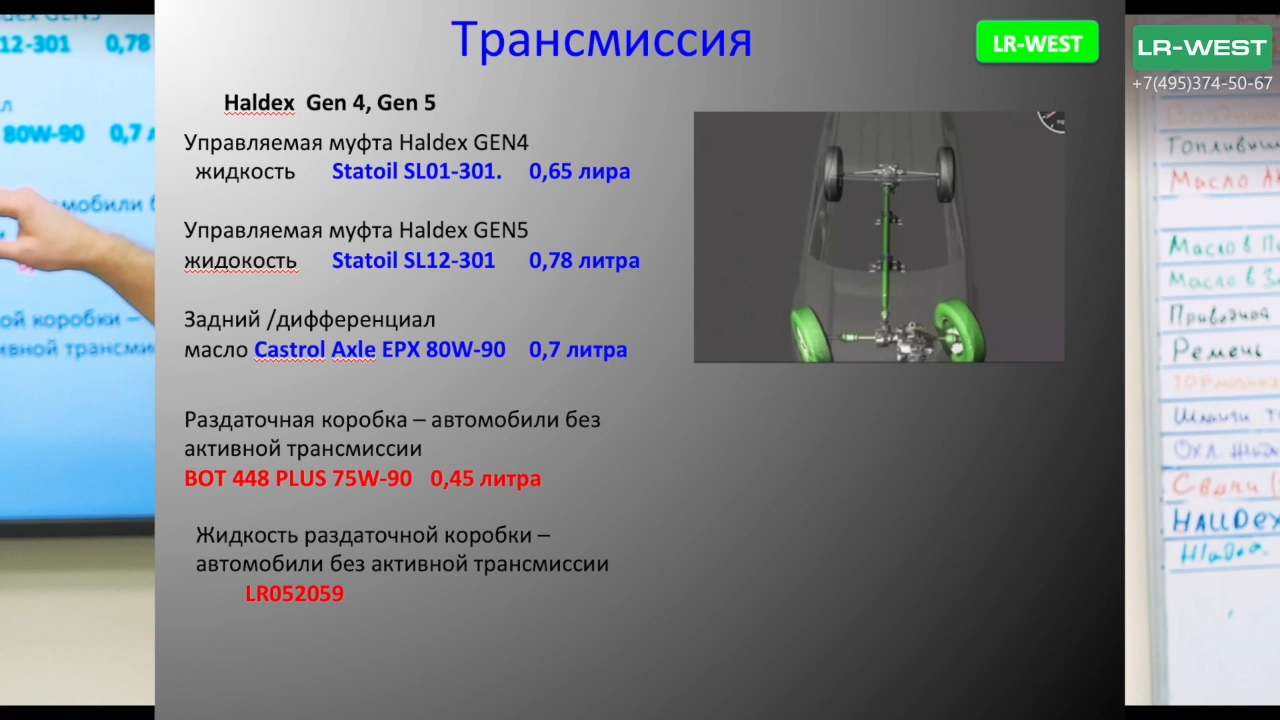 Трансмиссия
LR-WEST
LR-WEST
+7(495)374-50-67
Haldex Gen 4, Gen 5
Управляемая муфта Haldex GEN4
жидкость Statoil SL01-301. 0,65 лира
Управляемая муфта Haldex GEN5
жидокость Statoil SL12-301 0,78 литра
Задний /дифференциал
масло Castrol Axle EPX 80W-90 0,7 литра
Раздаточная коробка – автомобили без
активной трансмиссии
BOT 448 PLUS 75W-90 0,45 литра
Жидкость раздаточной коробки –
автомобили без активной трансмиссии
LR052059
12-301 0,78
80W-90 0,7
мобили б
ой коробки –
ивной трансми
Масло
Масло в
Масло в
Приводной
Ремень
HALDEX